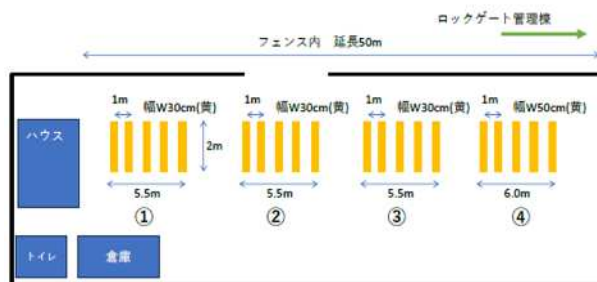 ロックゲート管理棟
フェンス内　延長50m
1m 幅W30cm(黄) 1m 幅W30cm(黄) 1m 幅W30cm(黄) 1m 幅W50cm(黄)
ハウス
2m
5.5m 5.5m 5.5m 6.0m
① ② ③ ④
トイレ 倉庫